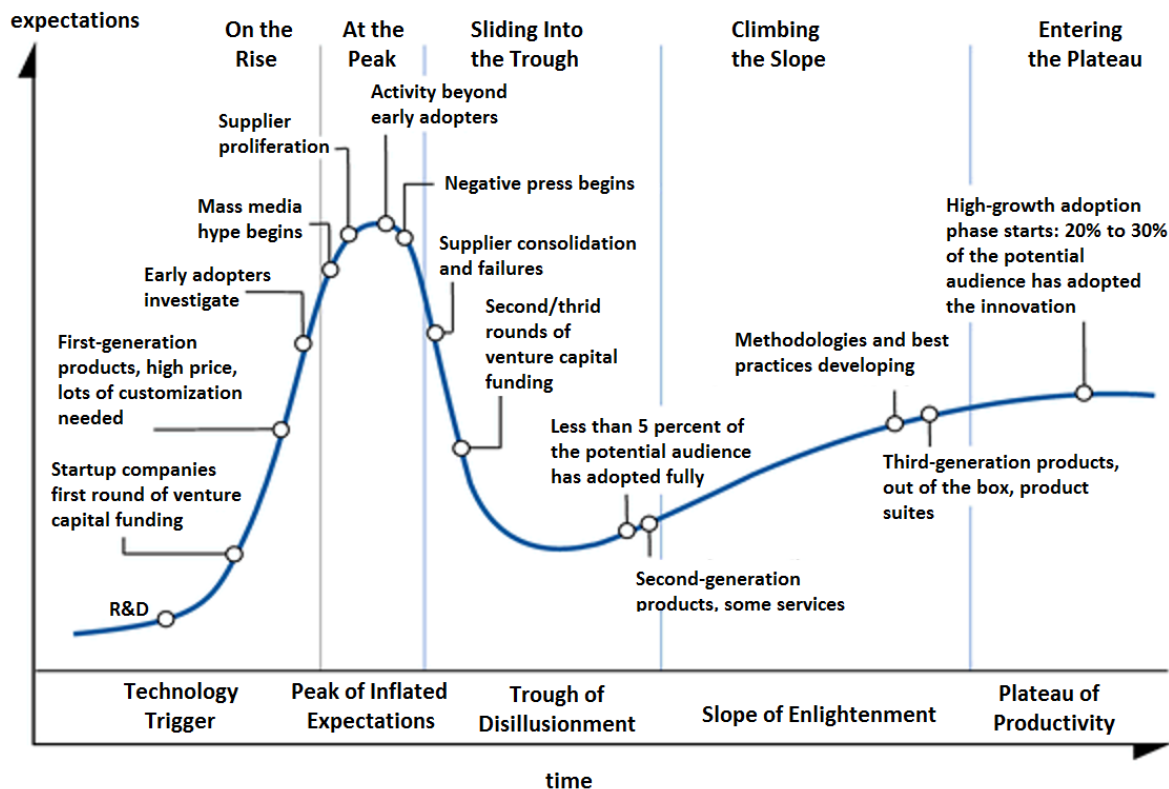 expectations
On the
Rise
At the
Peak
Sliding Into
the Trough
Climbing
the Slope
Entering
the Plateau
Activity beyond
early adopters
Supplier
proliferation
Negative press begins
Mass media
hype begins
High-growth adoption
phase starts: 20% to 30%
of the potential
audience has adopted
the innovation
Supplier consolidation
and failures
Early adopters
investigate
Second/thrid
rounds of
venture capital
funding
First-generation
products, high price,
lots of customization
needed
Methodologies and best
practices developing
Less than 5 percent of
the potential audience
has adopted fully
Startup companies
first round of venture
capital funding
Third-generation products,
out of the box, product
suites
Second-generation
products, some services
R&D
Technology
Trigger
Peak of Inflated
Expectations
Trough of
Disillusionment
Slope of Enlightenment
Plateau of
Productivity
time